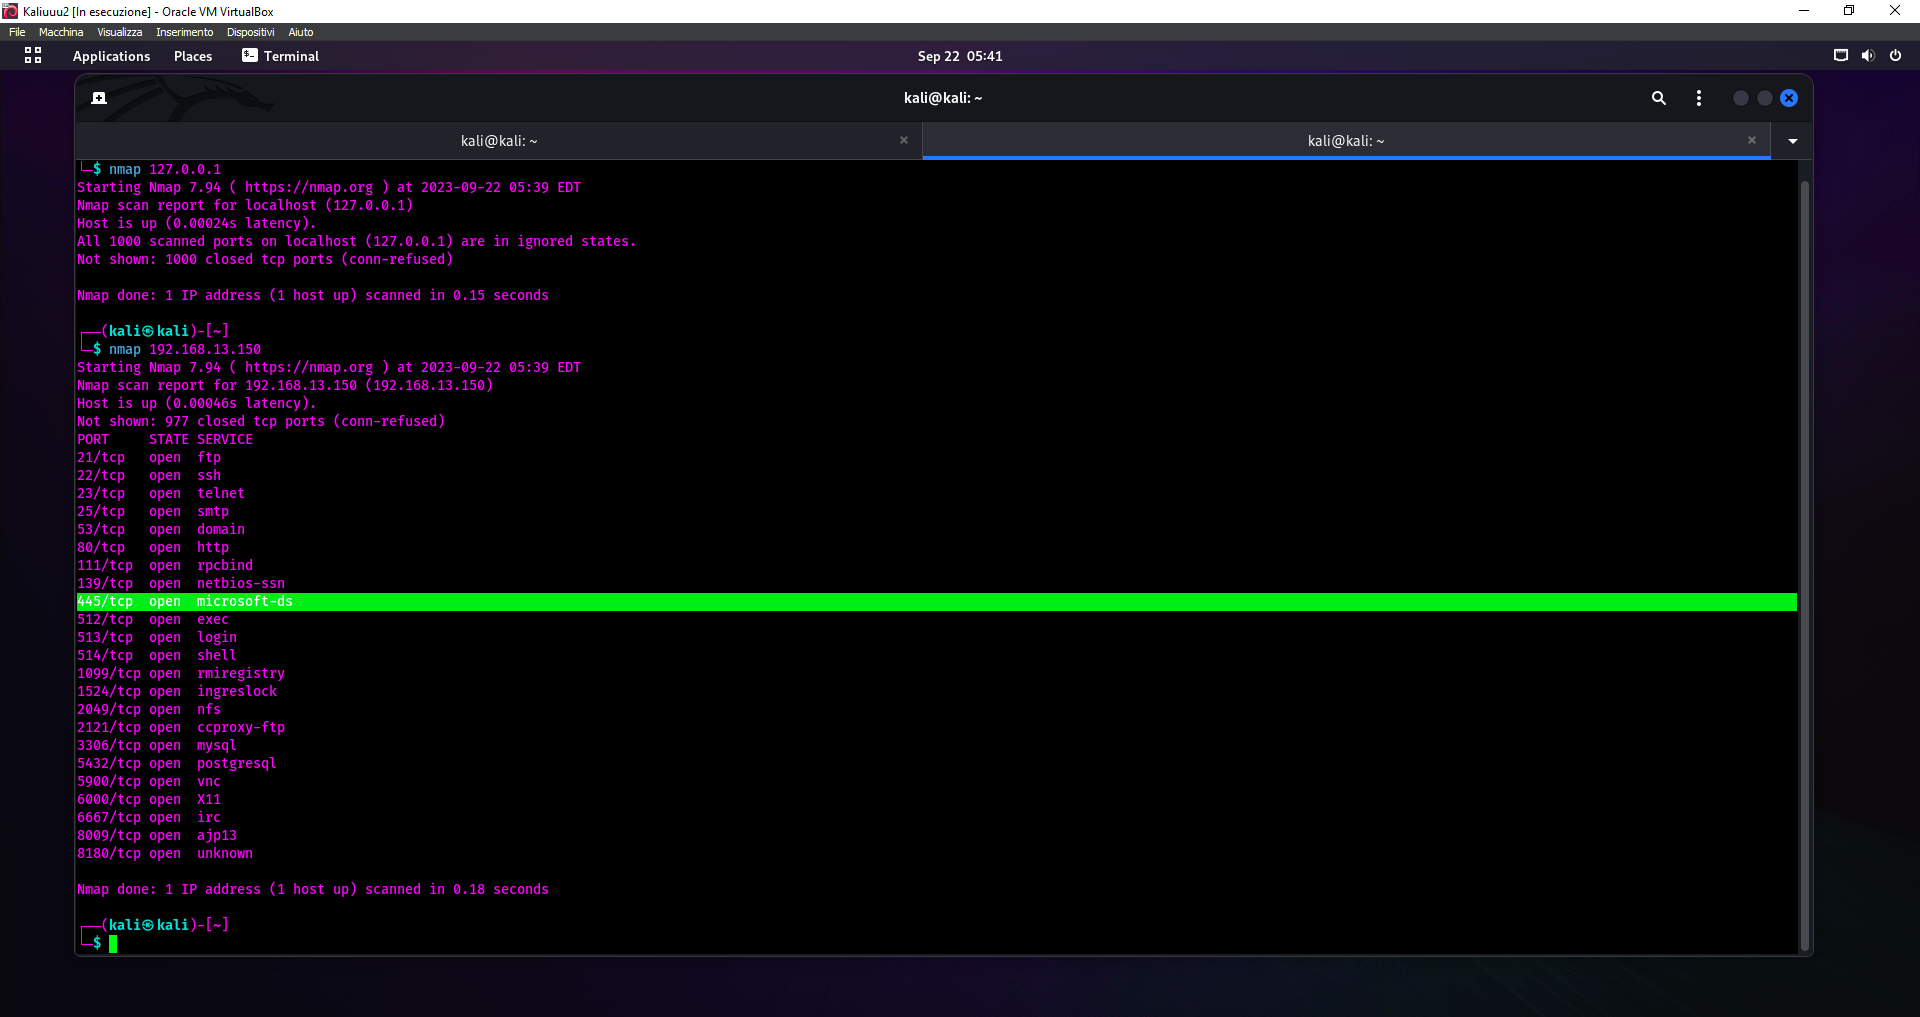 Kaliuuu2 [In esecuzione] - Oracle VM VirtualBox
File Macchina Visualizza Inserimento Dispositivi Aiuto
Applications Places Terminal Sep 22 05:41
kali@kali: ~
kali@kali: ~ kali@kali: ~
└─$ nmap 127.0.0.1
Starting Nmap 7.94 ( https://nmap.org ) at 2023-09-22 05:39 EDT
Nmap scan report for localhost (127.0.0.1)
Host is up (0.00024s latency).
All 1000 scanned ports on localhost (127.0.0.1) are in ignored states.
Not shown: 1000 closed tcp ports (conn-refused)
Nmap done: 1 IP address (1 host up) scanned in 0.15 seconds
┌──(kali㉿kali)-[~]
└─$ nmap 192.168.13.150
Starting Nmap 7.94 ( https://nmap.org ) at 2023-09-22 05:39 EDT
Nmap scan report for 192.168.13.150 (192.168.13.150)
Host is up (0.00046s latency).
Not shown: 977 closed tcp ports (conn-refused)
PORT     STATE SERVICE
21/tcp   open  ftp
22/tcp   open  ssh
23/tcp   open  telnet
25/tcp   open  smtp
53/tcp   open  domain
80/tcp   open  http
111/tcp  open  rpcbind
139/tcp  open  netbios-ssn
445/tcp  open  microsoft-ds
512/tcp  open  exec
513/tcp  open  login
514/tcp  open  shell
1099/tcp open  rmiregistry
1524/tcp open  ingreslock
2049/tcp open  nfs
2121/tcp open  ccproxy-ftp
3306/tcp open  mysql
5432/tcp open  postgresql
5900/tcp open  vnc
6000/tcp open  X11
6667/tcp open  irc
8009/tcp open  ajp13
8180/tcp open  unknown
Nmap done: 1 IP address (1 host up) scanned in 0.18 seconds
┌──(kali㉿kali)-[~]
└─$